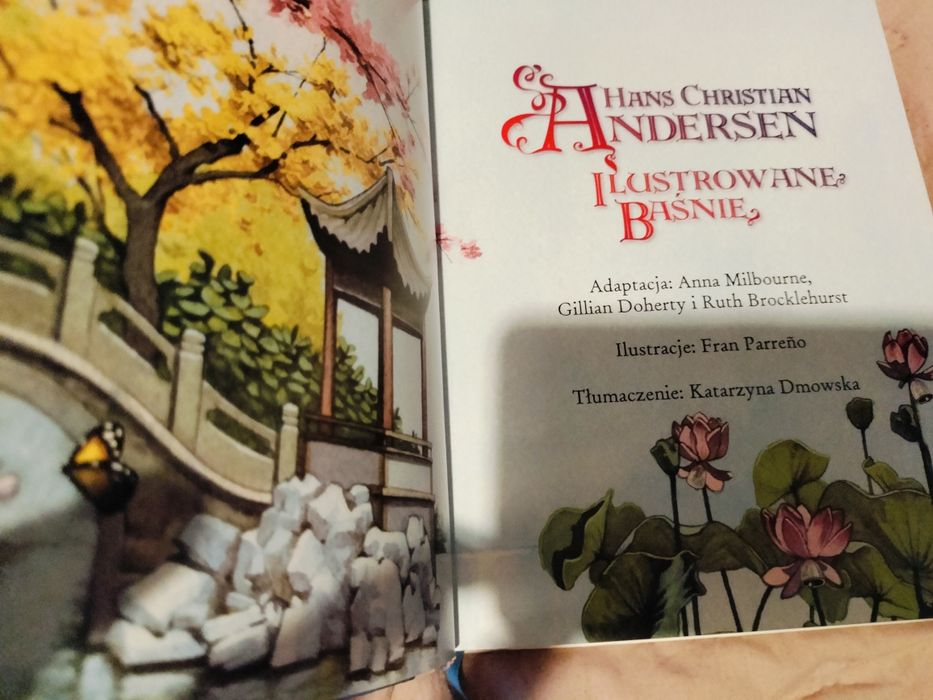 Hans Christian
Andersen
Ilustrowane
Baśnie
Adaptacja: Anna Milbourne,
Gillian Doherty i Ruth Brocklehurst
Ilustracje: Fran Parreño
Tłumaczenie: Katarzyna Dmowska